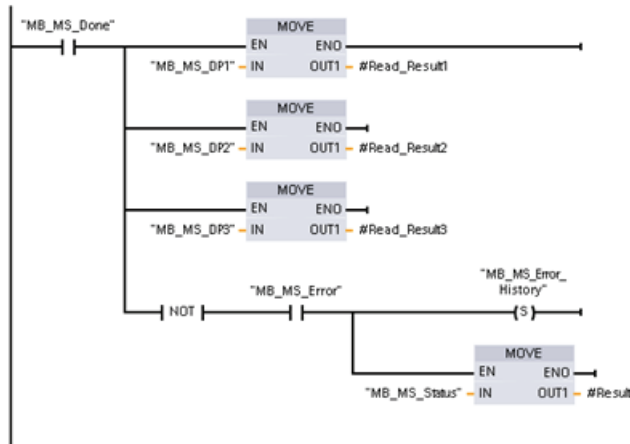 "MB_MS_Done"
MOVE
EN ENO
"MB_MS_DP1" IN OUT1 #Read_Result1
MOVE
EN ENO
"MB_MS_DP2" IN OUT1 #Read_Result2
MOVE
EN ENO
"MB_MS_DP3" IN OUT1 #Read_Result3
NOT
"MB_MS_Error"
"MB_MS_Error_
History"
S
MOVE
EN ENO
"MB_MS_Status" IN OUT1 #Result